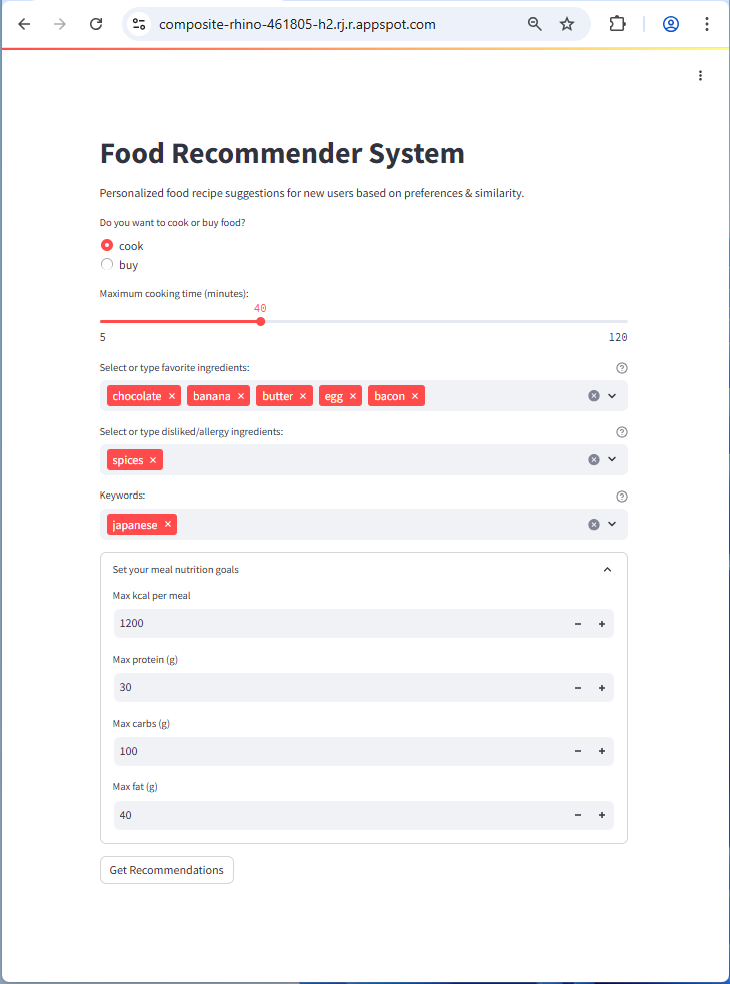 composite-rhino-461805-h2.rj.r.appspot.com
Food Recommender System
Personalized food recipe suggestions for new users based on preferences & similarity.
Do you want to cook or buy food?
cook
buy
Maximum cooking time (minutes):
40
5 120
Select or type favorite ingredients:
chocolate × banana × butter × egg × bacon ×
Select or type disliked/allergy ingredients:
spices ×
Keywords:
japanese ×
Set your meal nutrition goals
Max kcal per meal
1200 − +
Max protein (g)
30 − +
Max carbs (g)
100 − +
Max fat (g)
40 − +
Get Recommendations